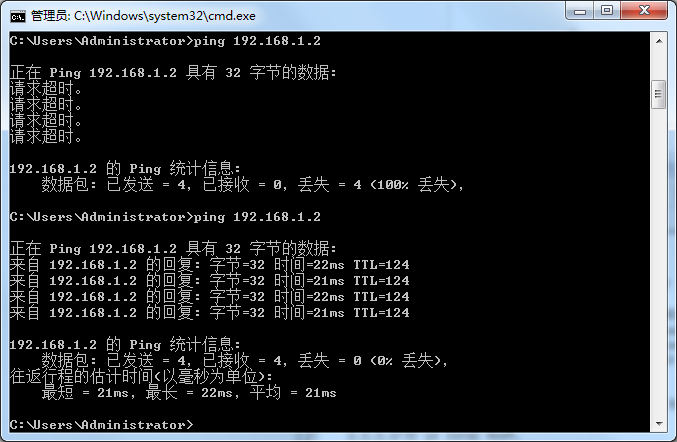 管理员: C:\Windows\system32\cmd.exe
C:\Users\Administrator>ping 192.168.1.2
正在 Ping 192.168.1.2 具有 32 字节的数据:
请求超时。
请求超时。
请求超时。
请求超时。
192.168.1.2 的 Ping 统计信息:
    数据包: 已发送 = 4, 已接收 = 0, 丢失 = 4 (100% 丢失),
C:\Users\Administrator>ping 192.168.1.2
正在 Ping 192.168.1.2 具有 32 字节的数据:
来自 192.168.1.2 的回复: 字节=32 时间=22ms TTL=124
来自 192.168.1.2 的回复: 字节=32 时间=21ms TTL=124
来自 192.168.1.2 的回复: 字节=32 时间=22ms TTL=124
来自 192.168.1.2 的回复: 字节=32 时间=21ms TTL=124
192.168.1.2 的 Ping 统计信息:
    数据包: 已发送 = 4, 已接收 = 4, 丢失 = 0 (0% 丢失),
往返行程的估计时间(以毫秒为单位):
    最短 = 21ms, 最长 = 22ms, 平均 = 21ms
C:\Users\Administrator>